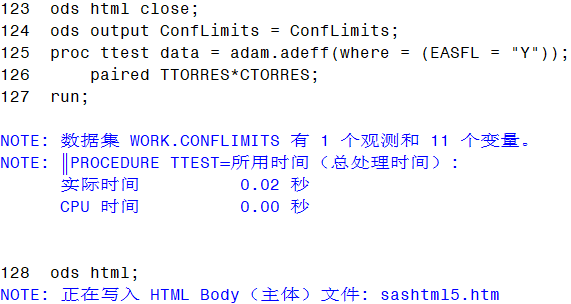 123  ods html close;
124  ods output ConfLimits = ConfLimits;
125  proc ttest data = adam.adeff(where = (EASFL = "Y"));
126      paired TTORRES*CTORRES;
127  run;
NOTE: 数据集 WORK.CONFLIMITS 有 1 个观测和 11 个变量。
NOTE: ‖PROCEDURE TTEST=所用时间（总处理时间）:
实际时间          0.02 秒
CPU 时间          0.00 秒
128  ods html;
NOTE: 正在写入 HTML Body（主体）文件: sashtml5.htm